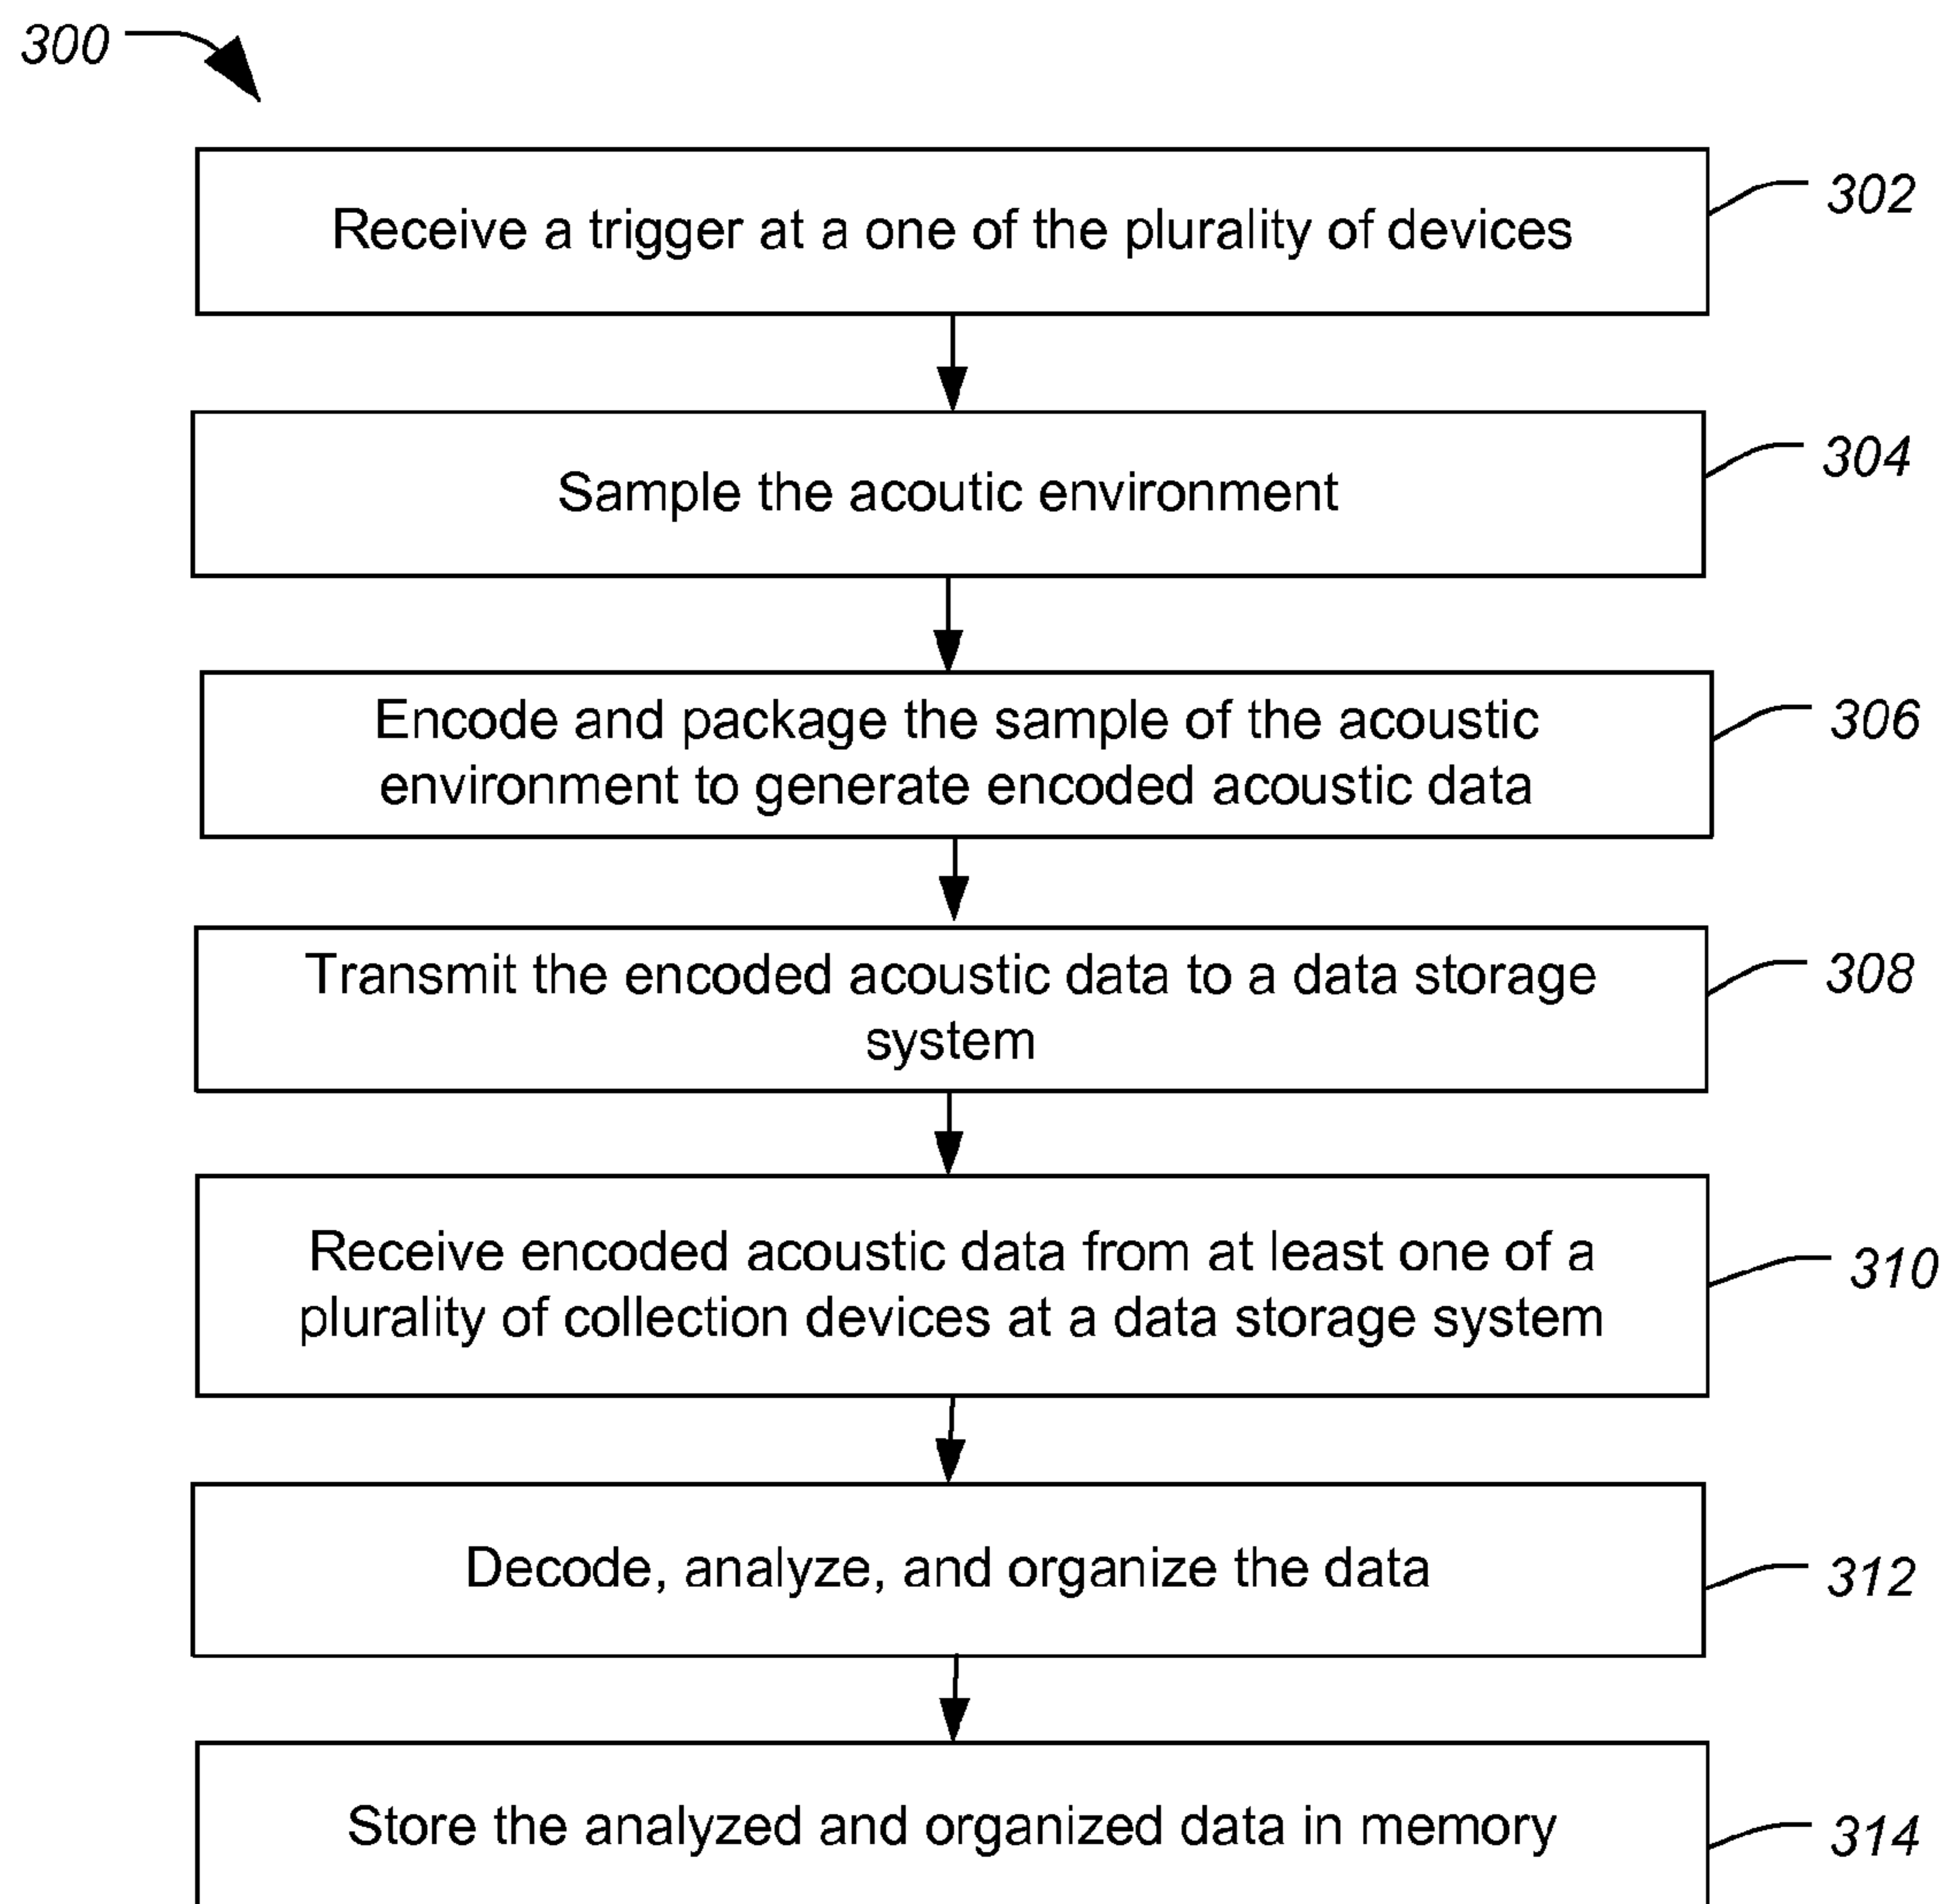 300
Receive a trigger at a one of the plurality of devices
302
Sample the acoutic environment
304
Encode and package the sample of the acoustic
environment to generate encoded acoustic data
306
Transmit the encoded acoustic data to a data storage
system
308
Receive encoded acoustic data from at least one of a
plurality of collection devices at a data storage system
310
Decode, analyze, and organize the data
312
Store the analyzed and organized data in memory
314